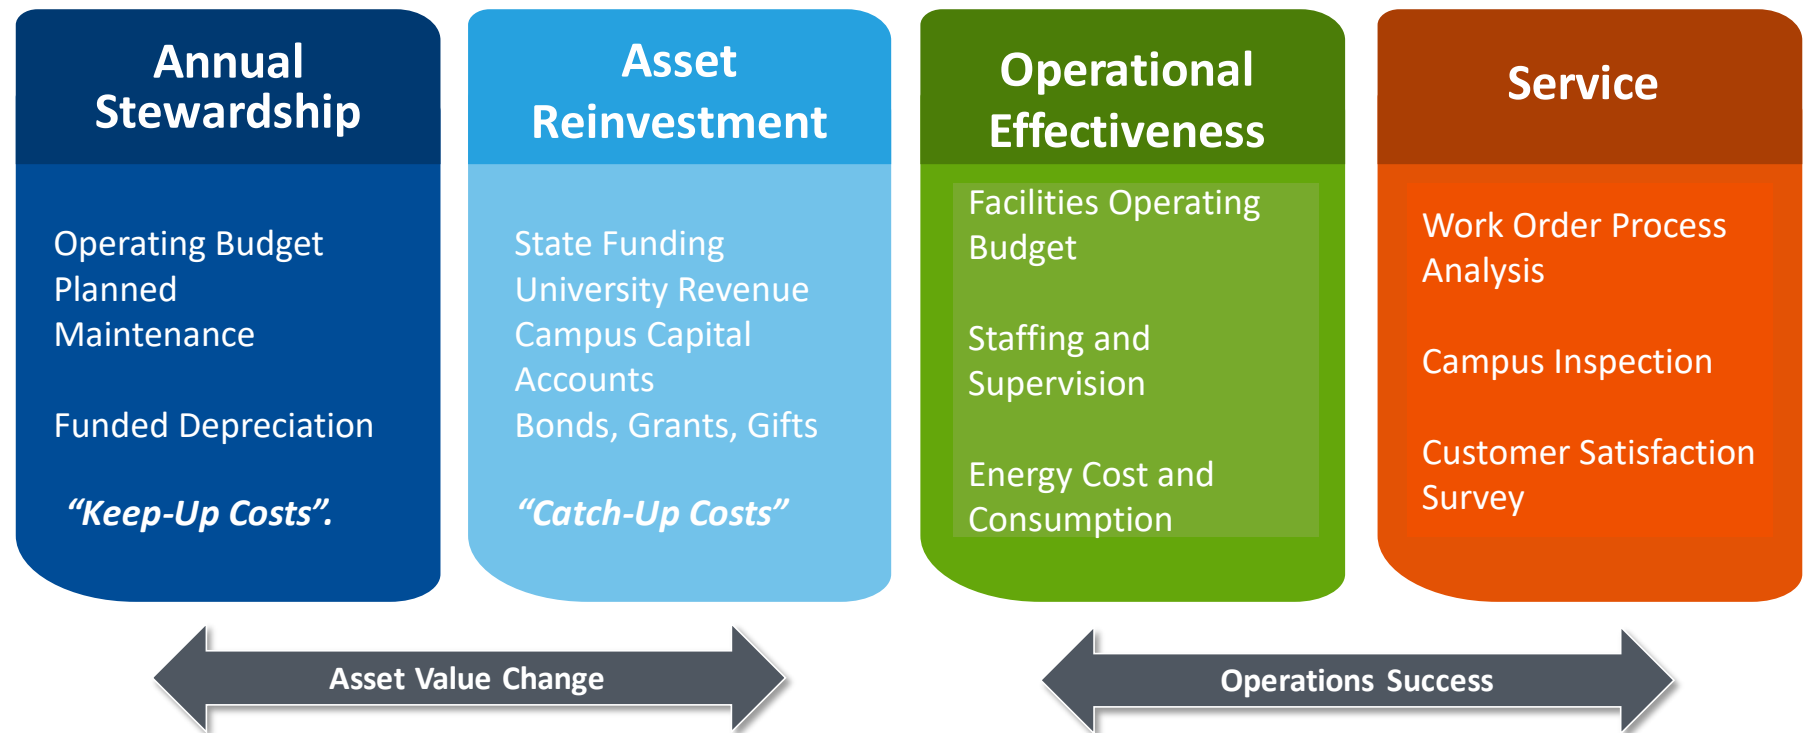 Annual
Stewardship
Operating Budget
Planned
Maintenance
Funded Depreciation
“Keep-Up Costs”.
Asset
Reinvestment
State Funding
University Revenue
Campus Capital
Accounts
Bonds, Grants, Gifts
“Catch-Up Costs”
Operational
Effectiveness
Facilities Operating
Budget
Staffing and
Supervision
Energy Cost and
Consumption
Service
Work Order Process
Analysis
Campus Inspection
Customer Satisfaction
Survey
Asset Value Change
Operations Success